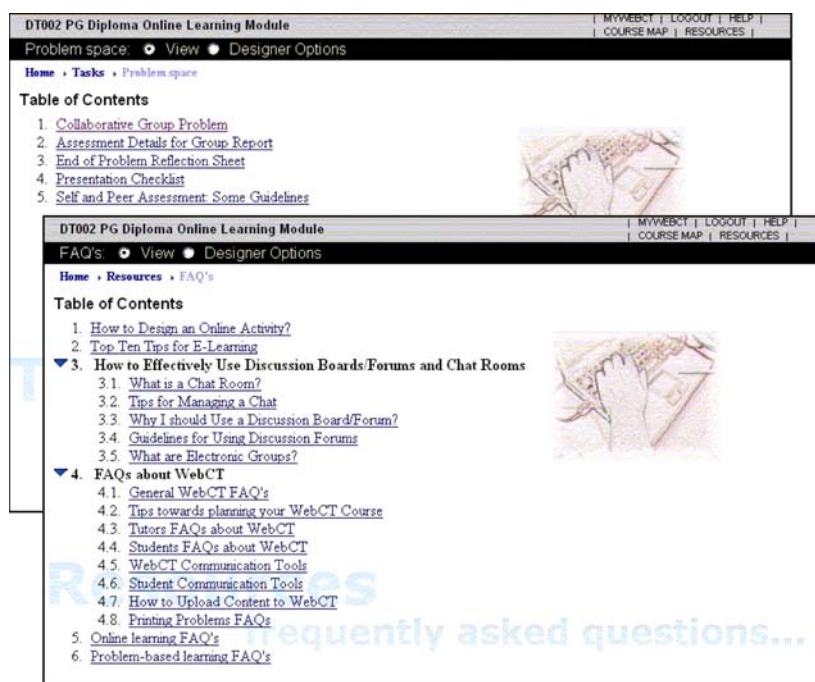 DT002 PG Diploma Online Learning Module
| MYWEBCT | LOGOUT | HELP |
| COURSE MAP | RESOURCES |
Problem space: View Designer Options
Home › Tasks › Problem space
Table of Contents
1. Collaborative Group Problem
2. Assessment Details for Group Report
3. End of Problem Reflection Sheet
4. Presentation Checklist
5. Self and Peer Assessment: Some Guidelines
DT002 PG Diploma Online Learning Module
| MYWEBCT | LOGOUT | HELP |
| COURSE MAP | RESOURCES |
FAQ's: View Designer Options
Home › Resources › FAQ's
Table of Contents
1. How to Design an Online Activity?
2. Top Ten Tips for E-Learning
3. How to Effectively Use Discussion Boards/Forums and Chat Rooms
3.1. What is a Chat Room?
3.2. Tips for Managing a Chat
3.3. Why I should Use a Discussion Board/Forum?
3.4. Guidelines for Using Discussion Forums
3.5. What are Electronic Groups?
4. FAQs about WebCT
4.1. General WebCT FAQ's
4.2. Tips towards planning your WebCT Course
4.3. Tutors FAQs about WebCT
4.4. Students FAQs about WebCT
4.5. WebCT Communication Tools
4.6. Student Communication Tools
4.7. How to Upload Content to WebCT
4.8. Printing Problems FAQs
5. Online learning FAQ's
6. Problem-based learning FAQ's
Resources
frequently asked questions...